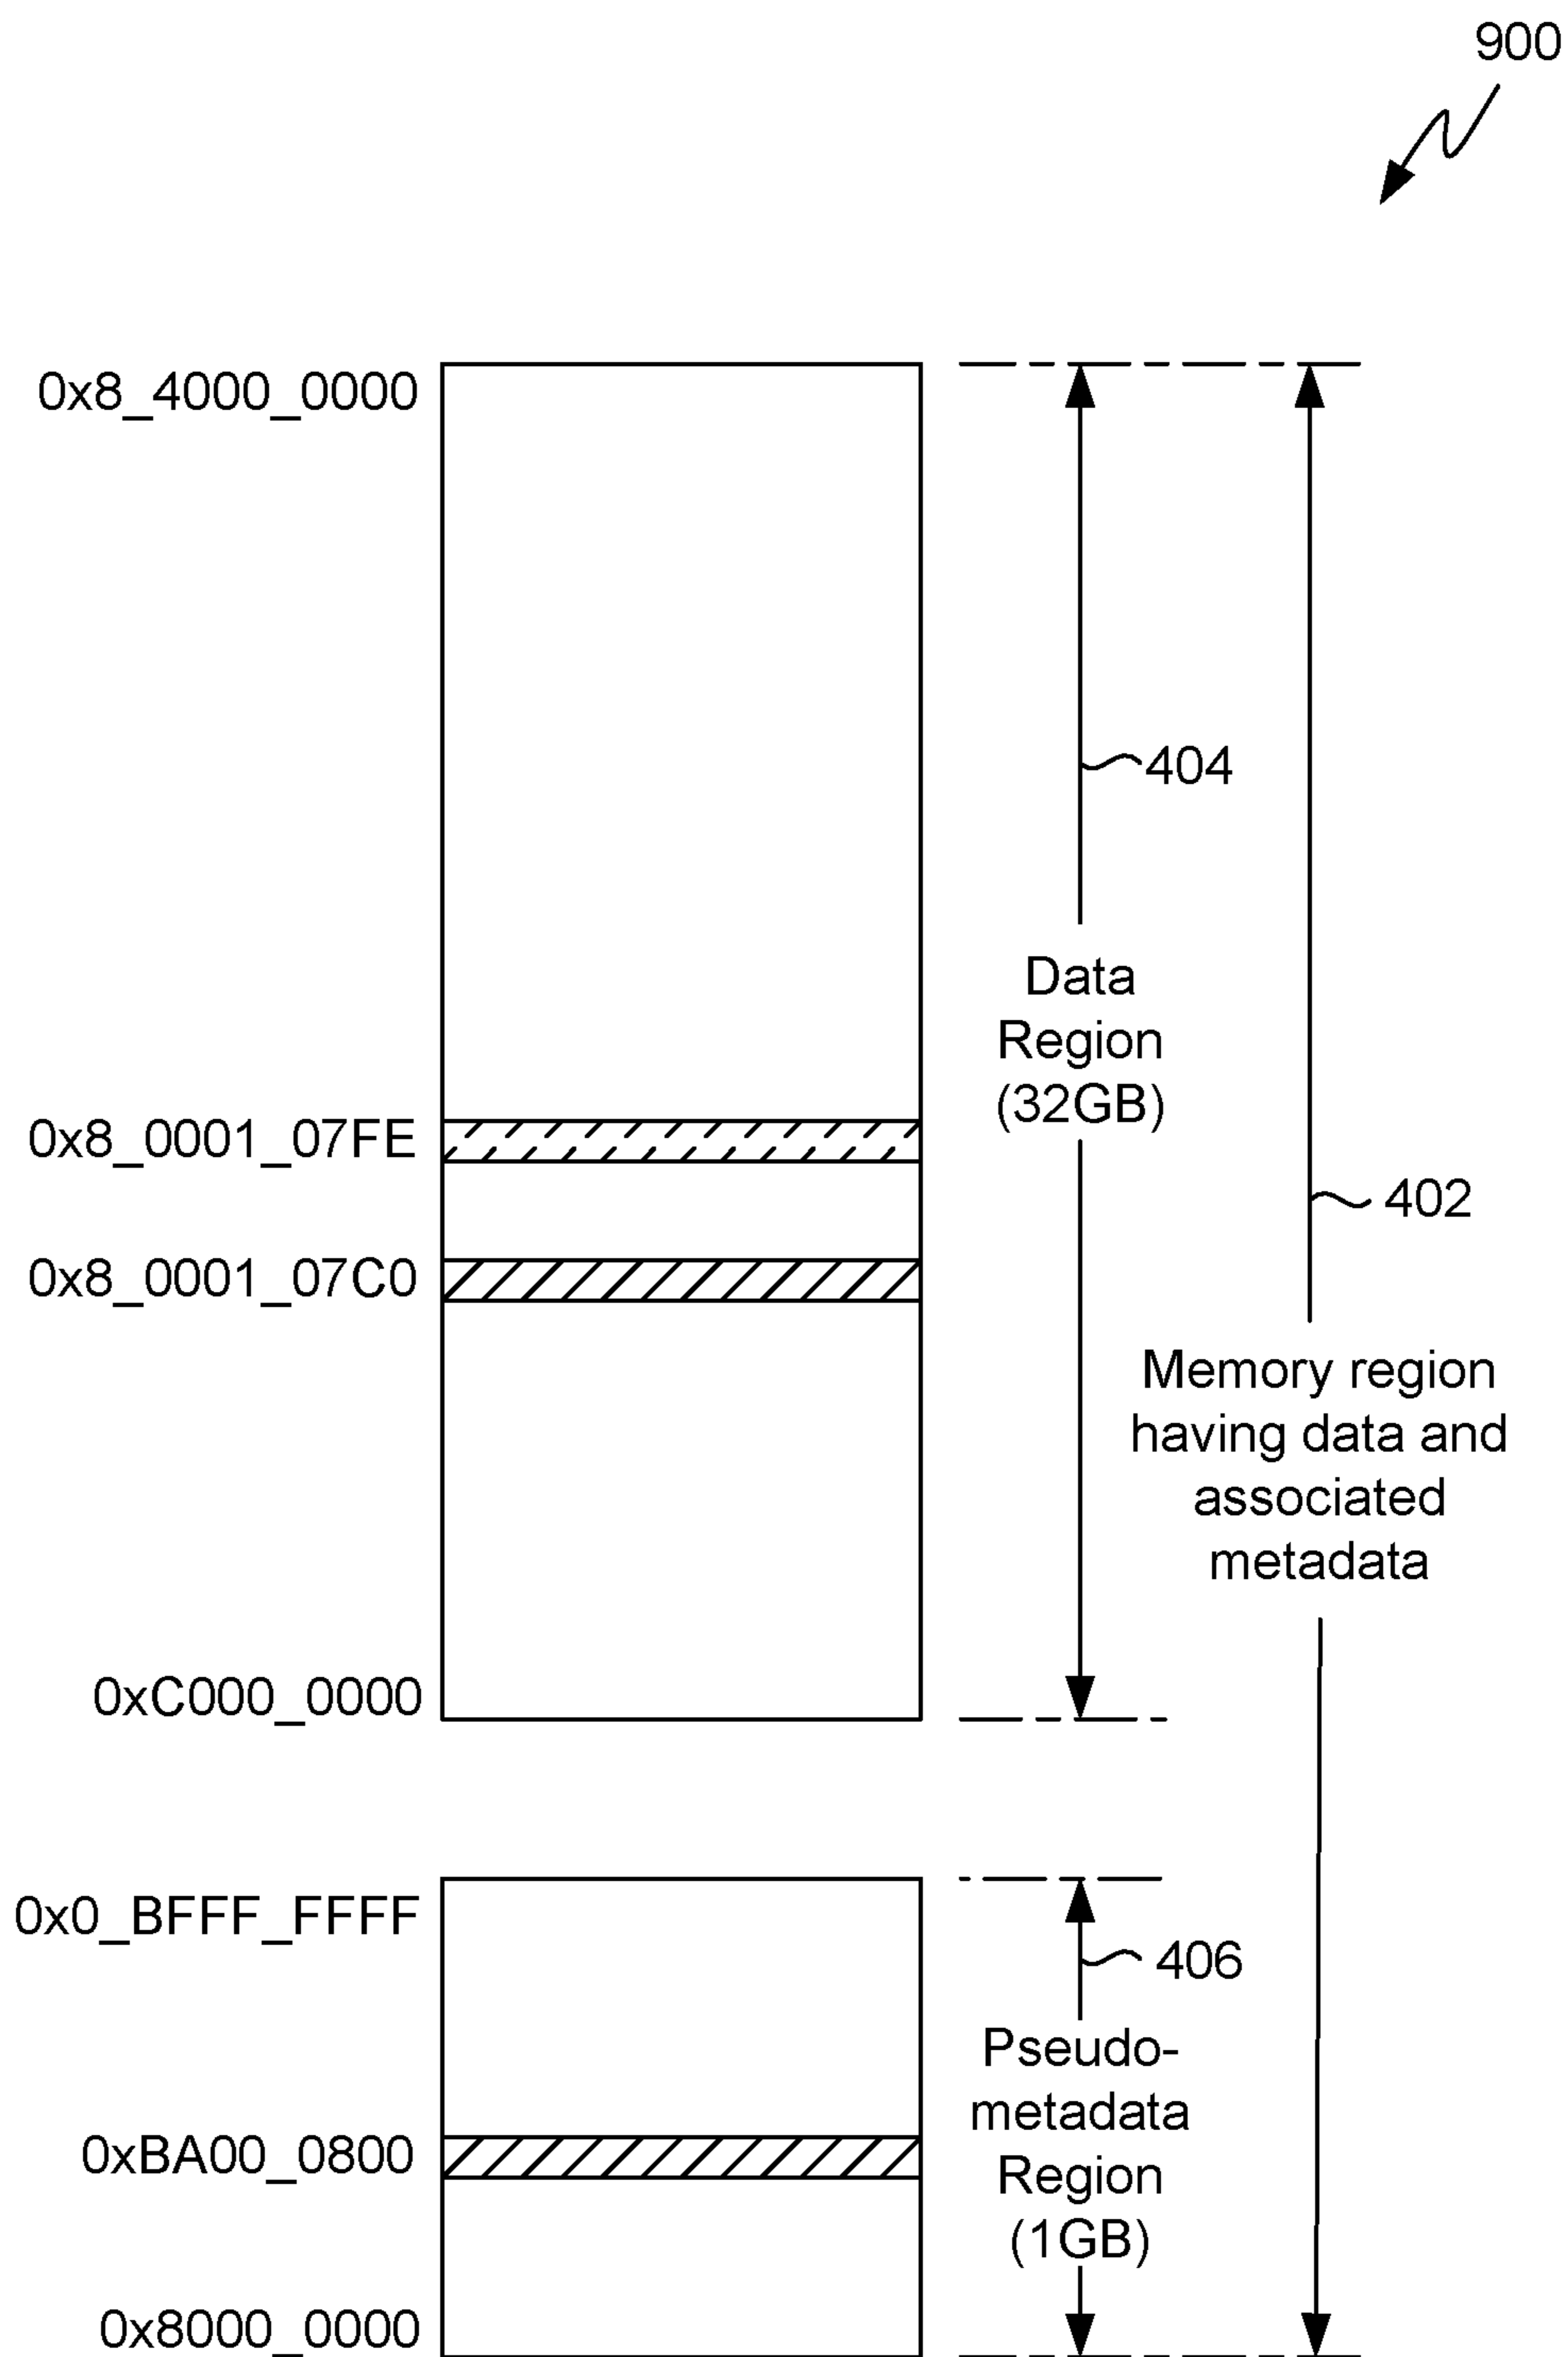 900
0x8_4000_0000
404
Data
Region
(32GB)
0x8_0001_07FE
402
0x8_0001_07C0
Memory region
having data and
associated
metadata
0xC000_0000
0x0_BFFF_FFFF
406
Pseudo-
metadata
Region
(1GB)
0xBA00_0800
0x8000_0000